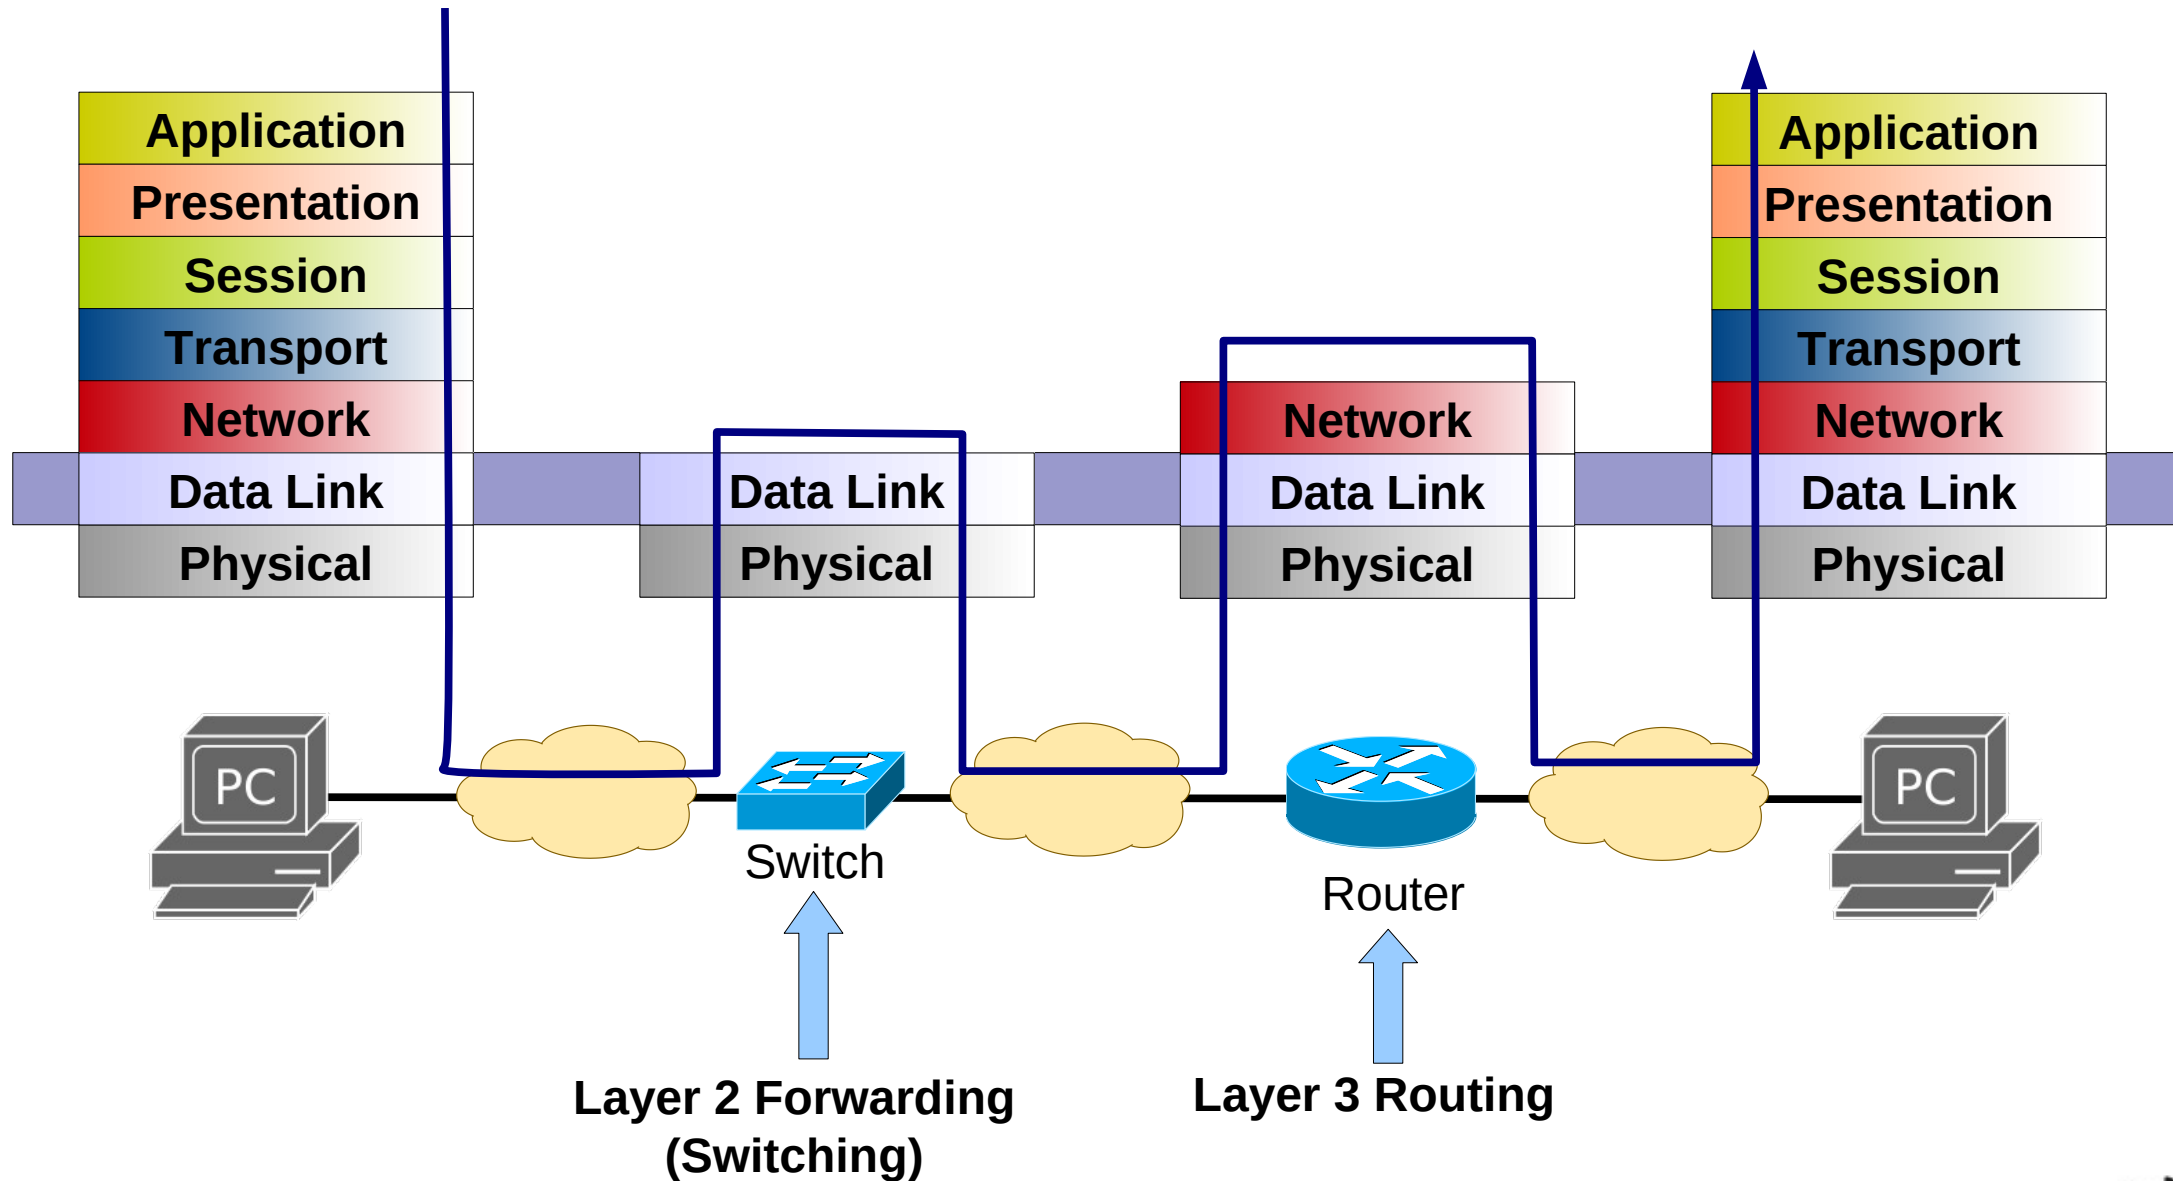 Application
Presentation
Session
Transport
Network
Data Link
Physical
Data Link
Physical
Network
Data Link
Physical
Application
Presentation
Session
Transport
Network
Data Link
Physical
PC
Switch
Router
PC
Layer 2 Forwarding
(Switching)
Layer 3 Routing